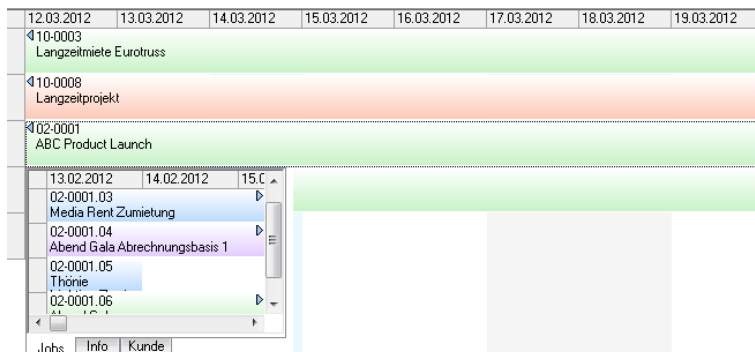 12.03.2012 13.03.2012 14.03.2012 15.03.2012 16.03.2012 17.03.2012 18.03.2012 19.03.2012
10-0003
Langzeitmiete Eurotruss
10-0008
Langzeitprojekt
02-0001
ABC Product Launch
13.02.2012 14.02.2012 15.0
02-0001.03
Media Rent Zumietung
02-0001.04
Abend Gala Abrechnungsbasis 1
02-0001.05
Thönie
02-0001.06
Jobs Info Kunde